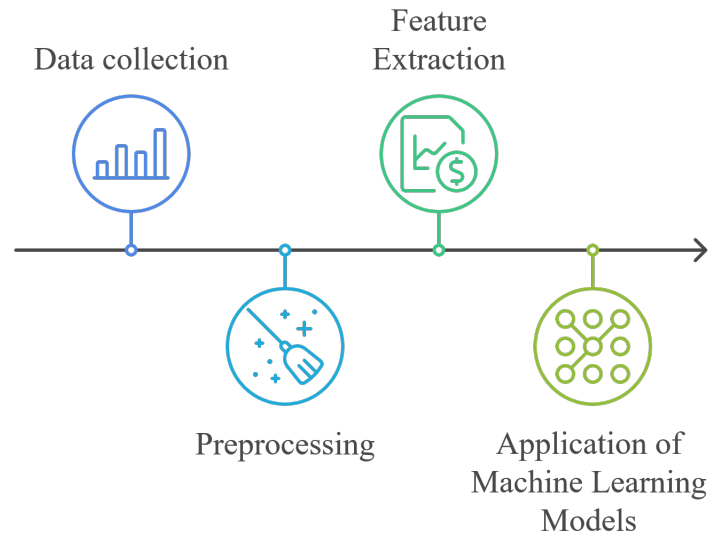 Data collection
Preprocessing
Feature
Extraction
$
Application of
Machine Learning
Models